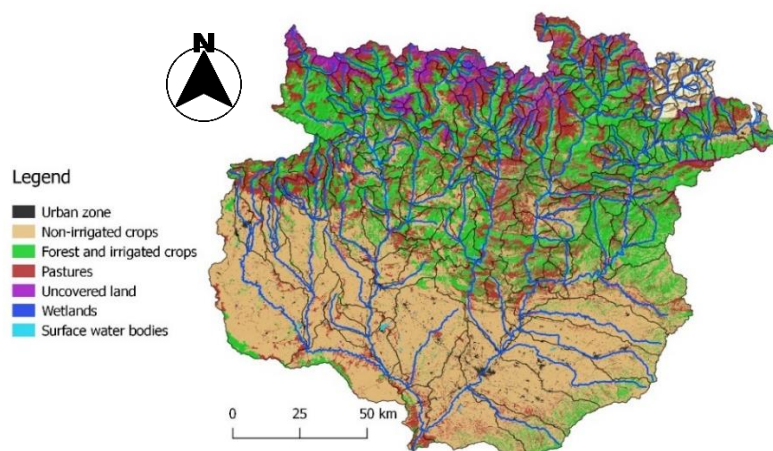 N
Legend
Urban zone
Non-irrigated crops
Forest and irrigated crops
Pastures
Uncovered land
Wetlands
Surface water bodies
0 25 50 km